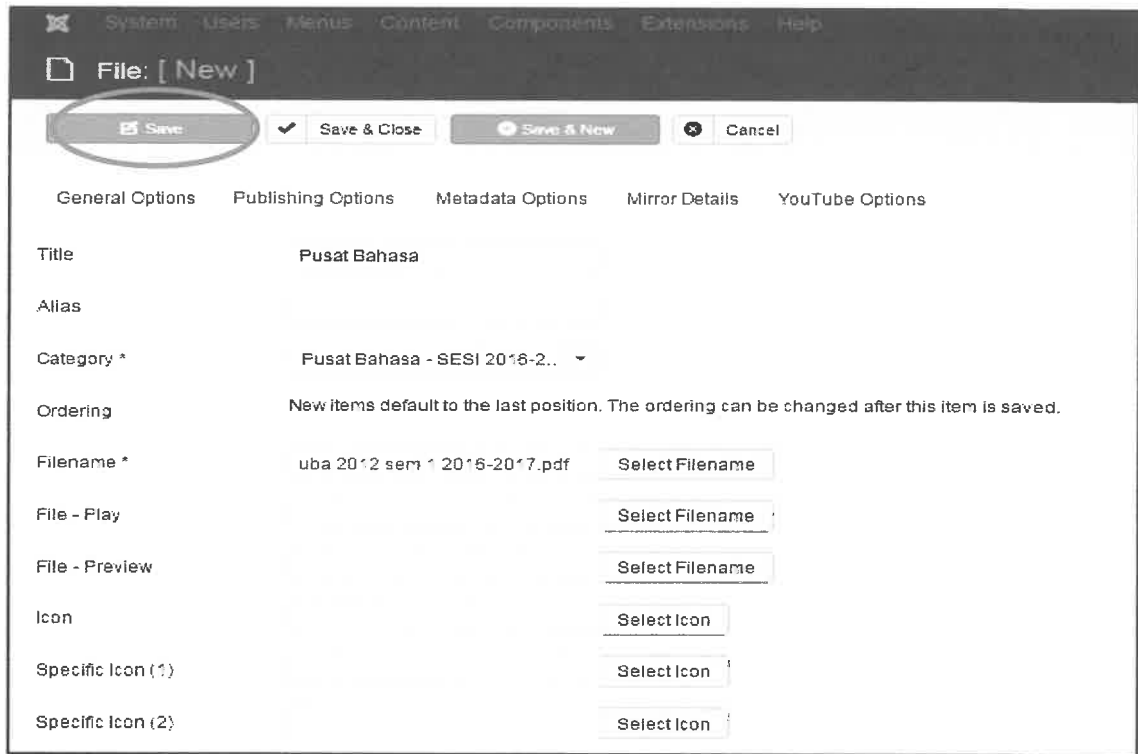 System Users Menus Content Components Extensions Help
File: [ New ]
Save Save & Close Save & New Cancel
General Options Publishing Options Metadata Options Mirror Details YouTube Options
Title Pusat Bahasa
Alias
Category * Pusat Bahasa - SESI 2016-2..
Ordering New items default to the last position. The ordering can be changed after this item is saved.
Filename * uba 2012 sem 1 2016-2017.pdf Select Filename
File - Play Select Filename
File - Preview Select Filename
Icon Select Icon
Specific Icon (1) Select Icon
Specific Icon (2) Select Icon